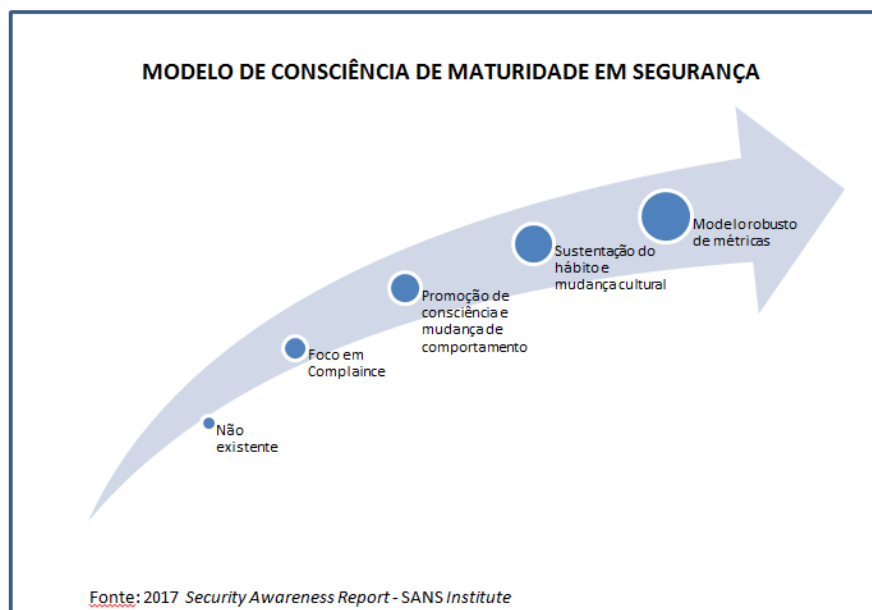 MODELO DE CONSCIÊNCIA DE MATURIDADE EM SEGURANÇA
Não
existente
Foco em
Complaince
Promoção de
consciência e
mudança de
comportamento
Sustentação do
hábito e
mudança cultural
Modelo robusto
de métricas
Fonte: 2017 Security Awareness Report - SANS Institute